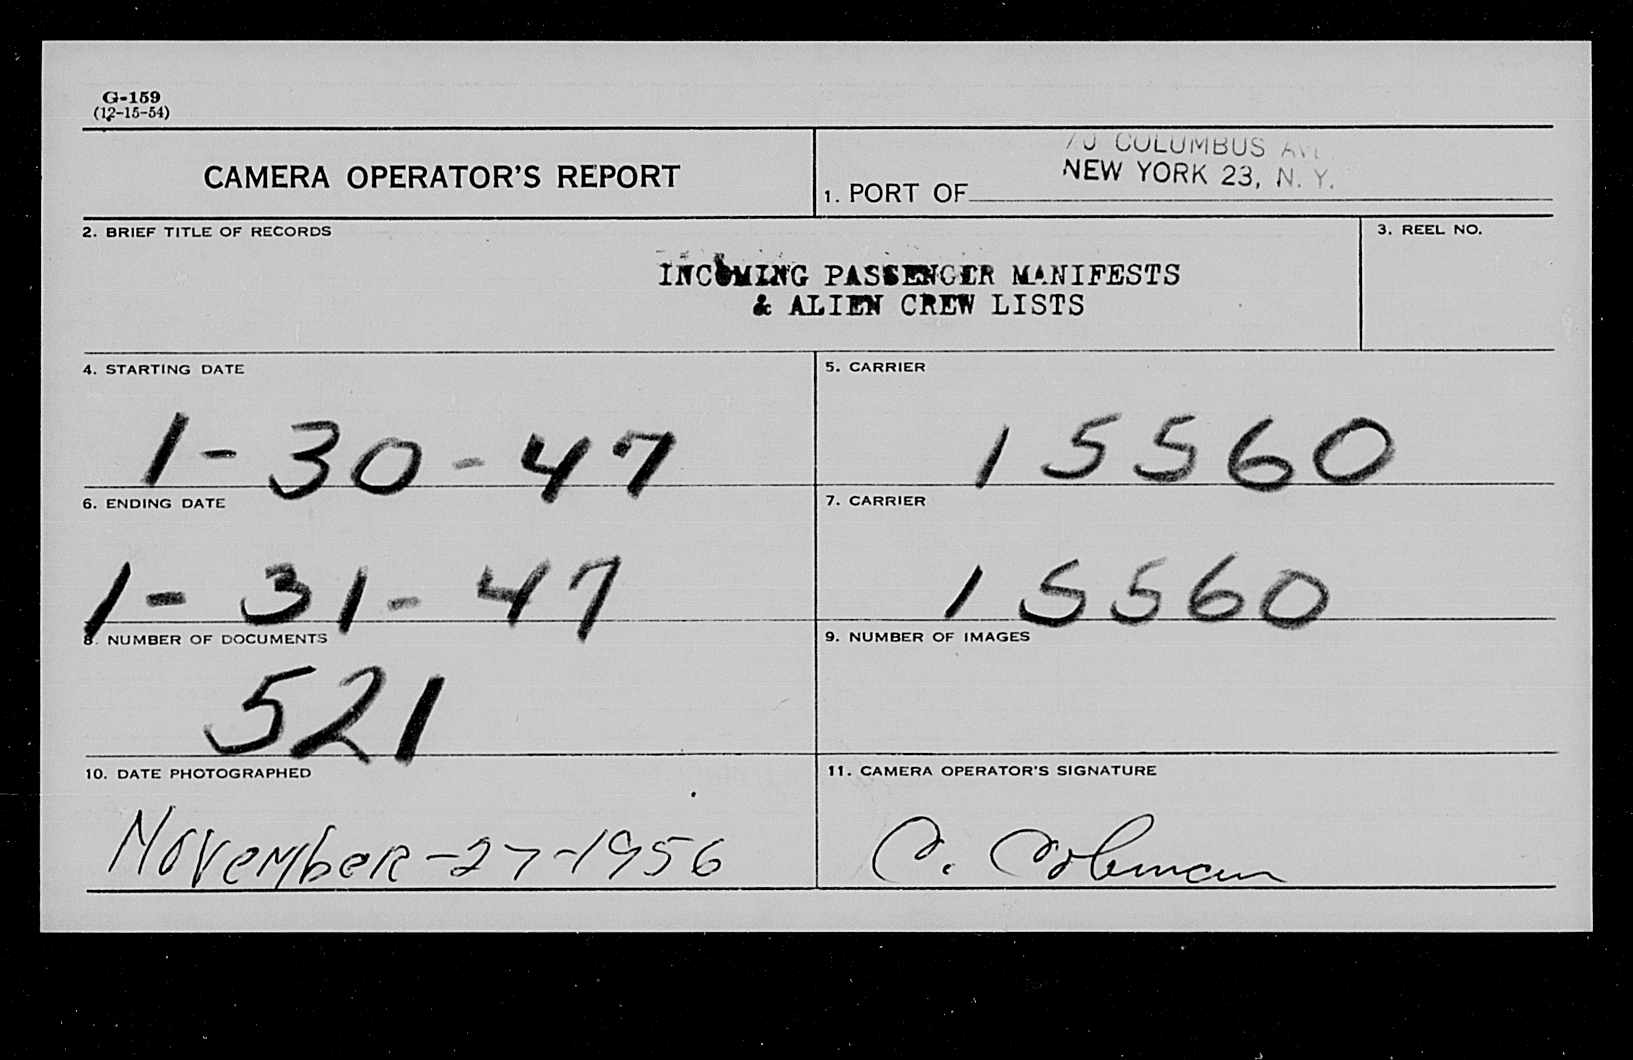 G-159
(12-15-54)
CAMERA OPERATOR'S REPORT
70 COLUMBUS AVE.
NEW YORK 23, N. Y.
1. PORT OF
2. BRIEF TITLE OF RECORDS
3. REEL NO.
INCOMING PASSENGER MANIFESTS
& ALIEN CREW LISTS
4. STARTING DATE
5. CARRIER
1-30-47
15560
6. ENDING DATE
7. CARRIER
1-31-47
15560
8. NUMBER OF DOCUMENTS
9. NUMBER OF IMAGES
521
10. DATE PHOTOGRAPHED
11. CAMERA OPERATOR'S SIGNATURE
November-27-1956
C. Coleman